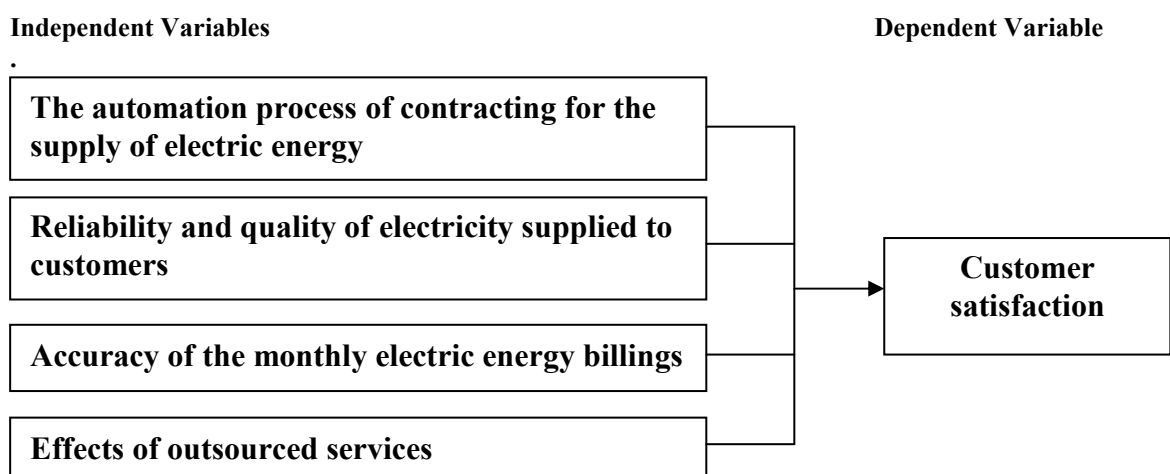 Independent Variables Dependent Variable
.
The automation process of contracting for the
supply of electric energy
Reliability and quality of electricity supplied to
customers
Customer
satisfaction
Accuracy of the monthly electric energy billings
Effects of outsourced services